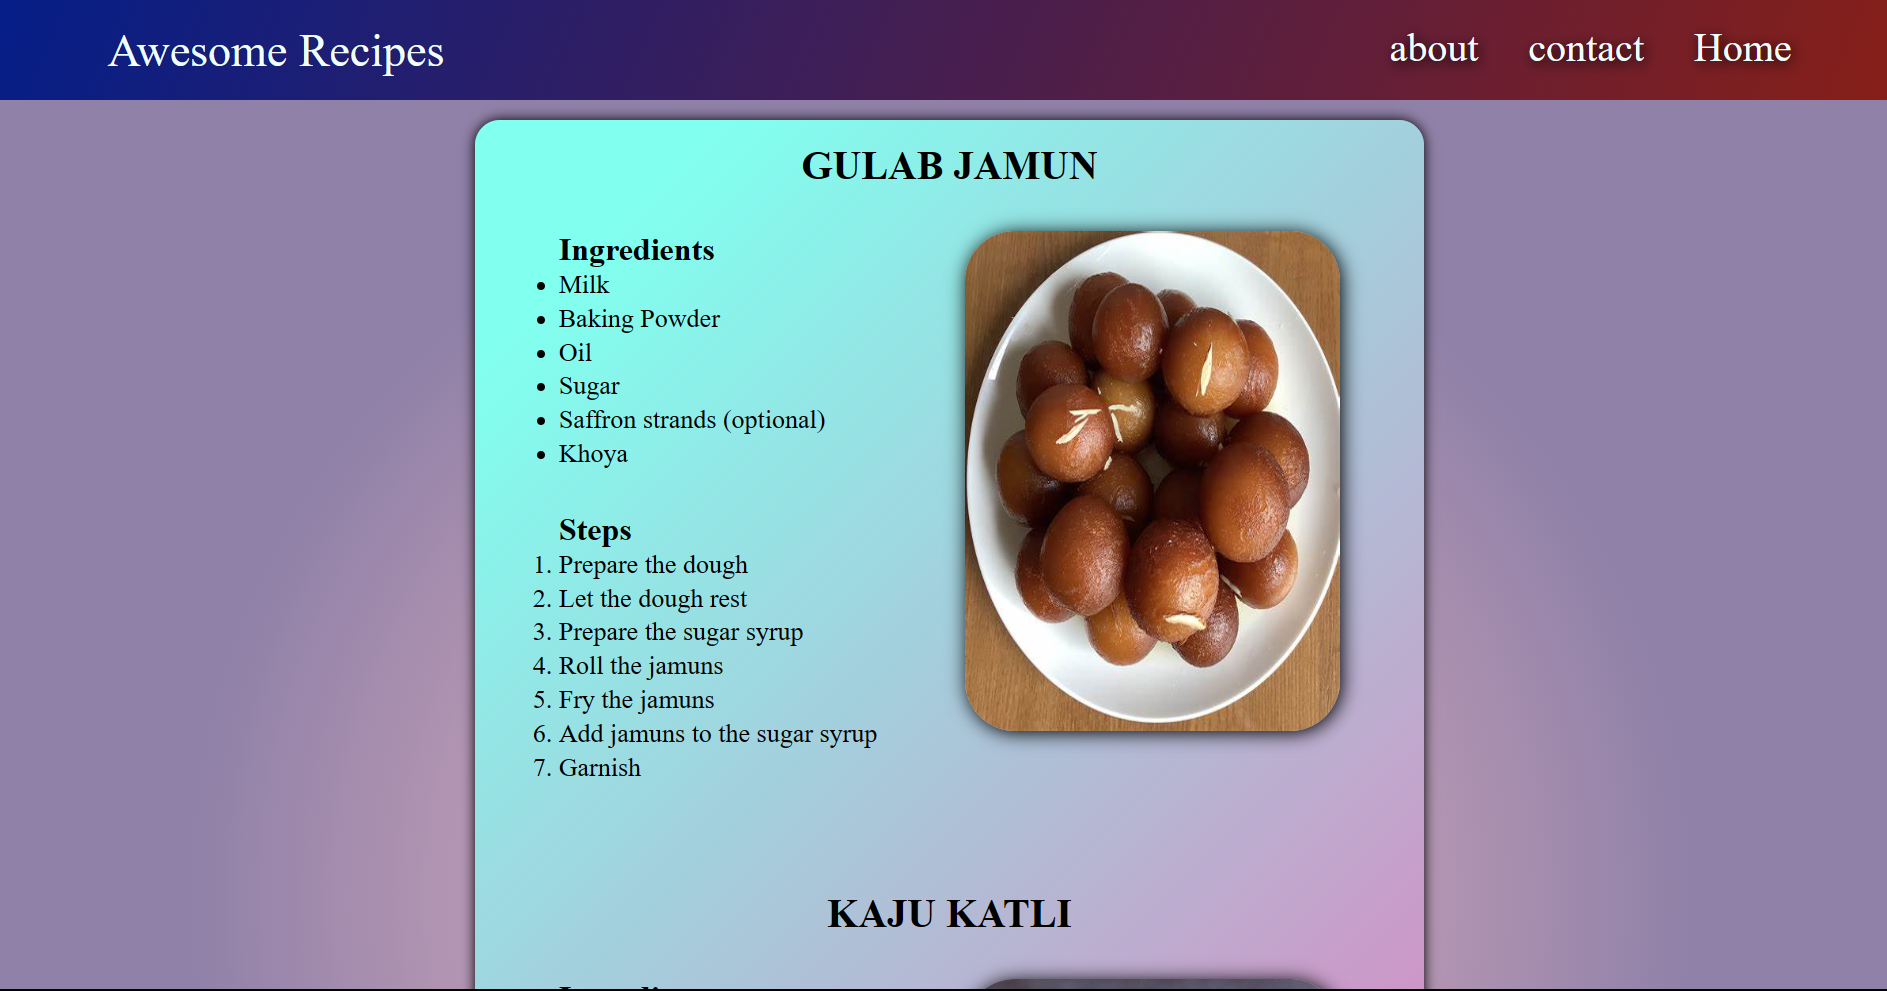 Awesome Recipes
about contact Home
GULAB JAMUN
Ingredients
• Milk
• Baking Powder
• Oil
• Sugar
• Saffron strands (optional)
• Khoya
Steps
1. Prepare the dough
2. Let the dough rest
3. Prepare the sugar syrup
4. Roll the jamuns
5. Fry the jamuns
6. Add jamuns to the sugar syrup
7. Garnish
KAJU KATLI